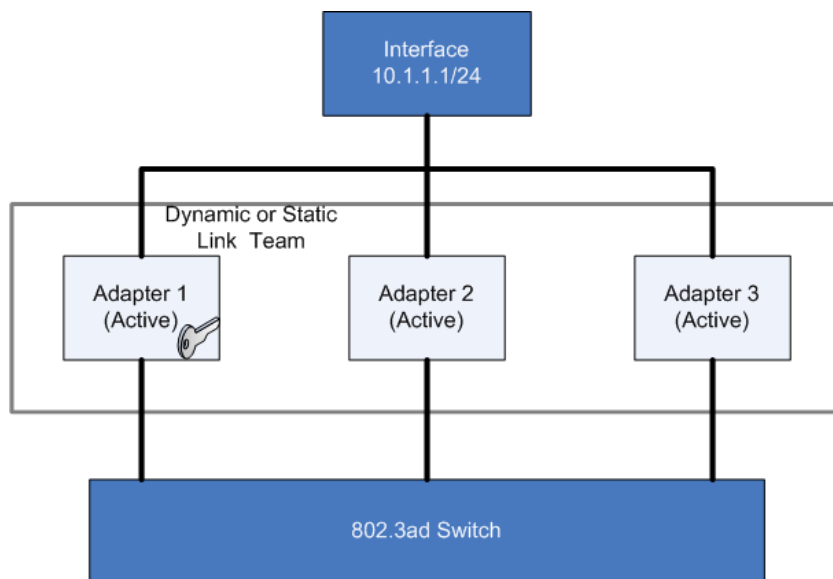 Interface
10.1.1.1/24
Dynamic or Static
Link Team
Adapter 1
(Active)
Adapter 2
(Active)
Adapter 3
(Active)
802.3ad Switch